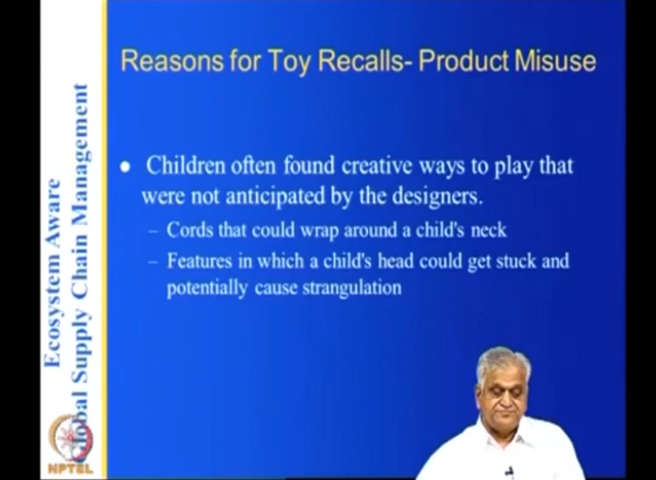 Reasons for Toy Recalls- Product Misuse
● Children often found creative ways to play that
were not anticipated by the designers.
– Cords that could wrap around a child's neck
– Features in which a child's head could get stuck and
potentially cause strangulation
Ecosystem Aware
Global Supply Chain Management
NPTEL